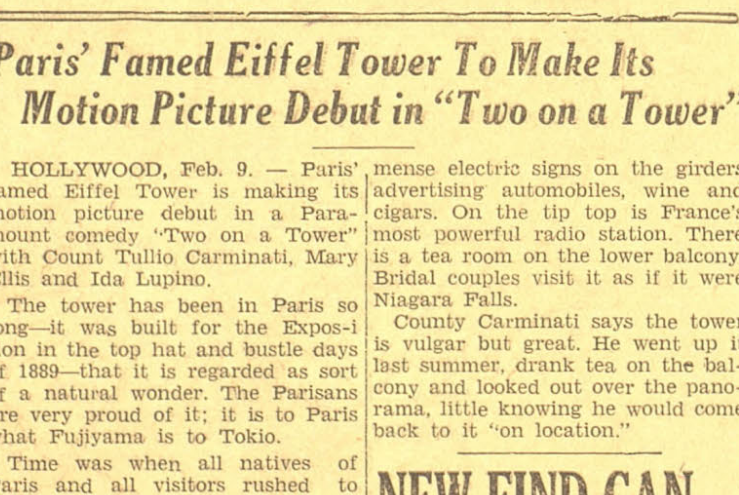 Paris' Famed Eiffel Tower To Make Its
Motion Picture Debut in "Two on a Tower"
HOLLYWOOD, Feb. 9. — Paris'
amed Eiffel Tower is making its
notion picture debut in a Para-
nount comedy "Two on a Tower"
ith Count Tullio Carminati, Mary
llis and Ida Lupino.
The tower has been in Paris so
ong—it was built for the Expos-i
on in the top hat and bustle days
f 1889—that it is regarded as sort
f a natural wonder. The Parisans
re very proud of it; it is to Paris
hat Fujiyama is to Tokio.
Time was when all natives of
aris and all visitors rushed to
mense electric signs on the girders
advertising automobiles, wine and
cigars. On the tip top is France's
most powerful radio station. There
is a tea room on the lower balcony.
Bridal couples visit it as if it were
Niagara Falls.
County Carminati says the tower
is vulgar but great. He went up it
last summer, drank tea on the bal-
cony and looked out over the pano-
rama, little knowing he would come
back to it "on location."
NEW FIND CAN